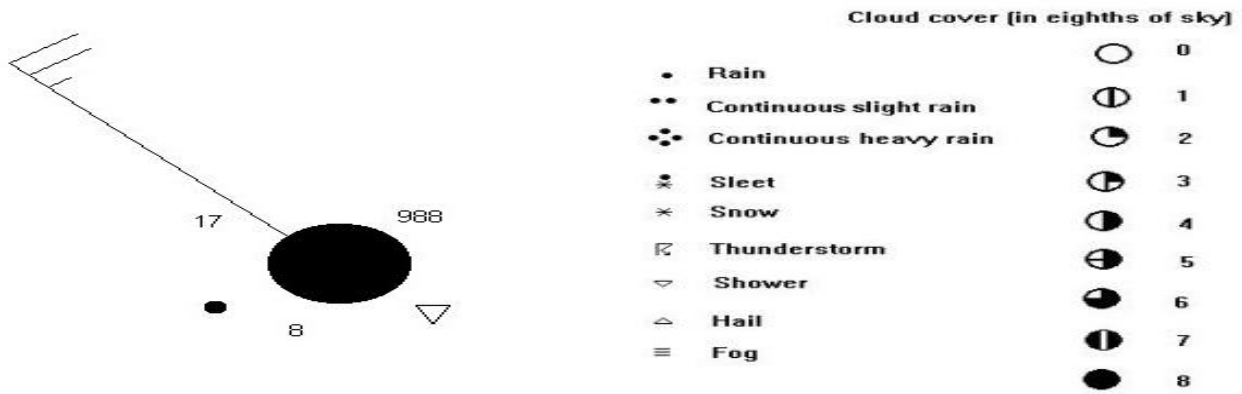 17
988
8
Cloud cover (in eighths of sky)
Rain
Continuous slight rain
Continuous heavy rain
Sleet
Snow
Thunderstorm
Shower
Hail
Fog
0
1
2
3
4
5
6
7
8